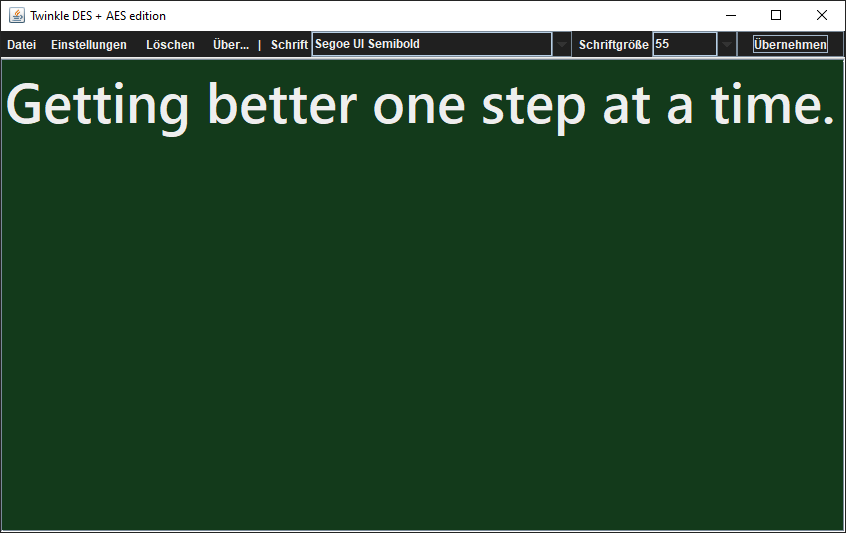 Twinkle DES + AES edition
Datei Einstellungen Löschen Über... | Schrift Segoe UI Semibold Schriftgröße 55 Übernehmen
Getting better one step at a time.